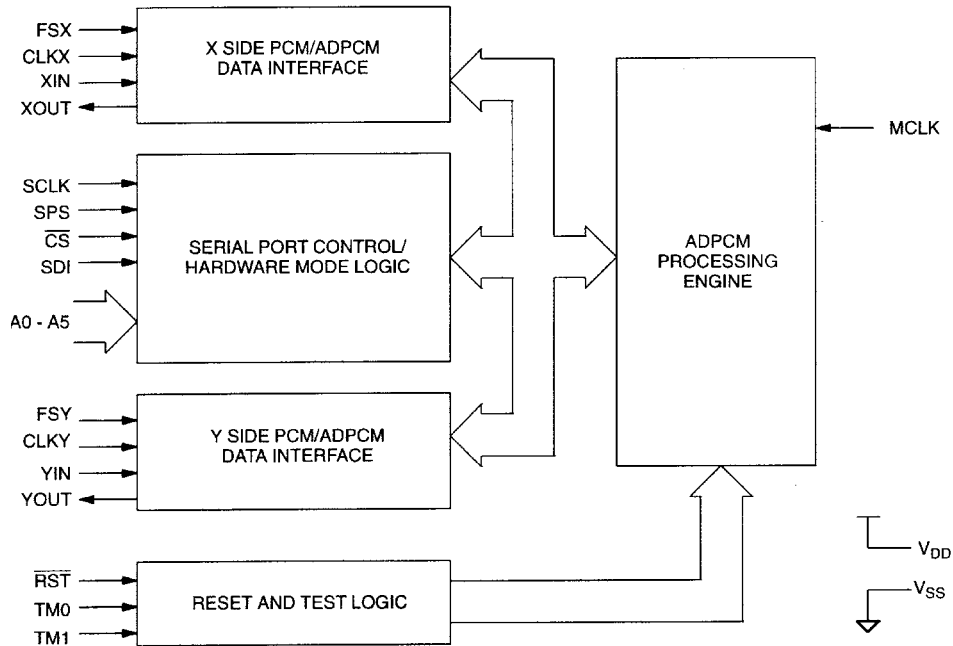 FSX
CLKX
XIN
XOUT
X SIDE PCM/ADPCM
DATA INTERFACE
MCLK
SCLK
SPS
C̅S̅
SDI
A0 - A5
SERIAL PORT CONTROL/
HARDWARE MODE LOGIC
ADPCM
PROCESSING
ENGINE
FSY
CLKY
YIN
YOUT
Y SIDE PCM/ADPCM
DATA INTERFACE
R̅S̅T̅
TM0
TM1
RESET AND TEST LOGIC
VDD
VSS